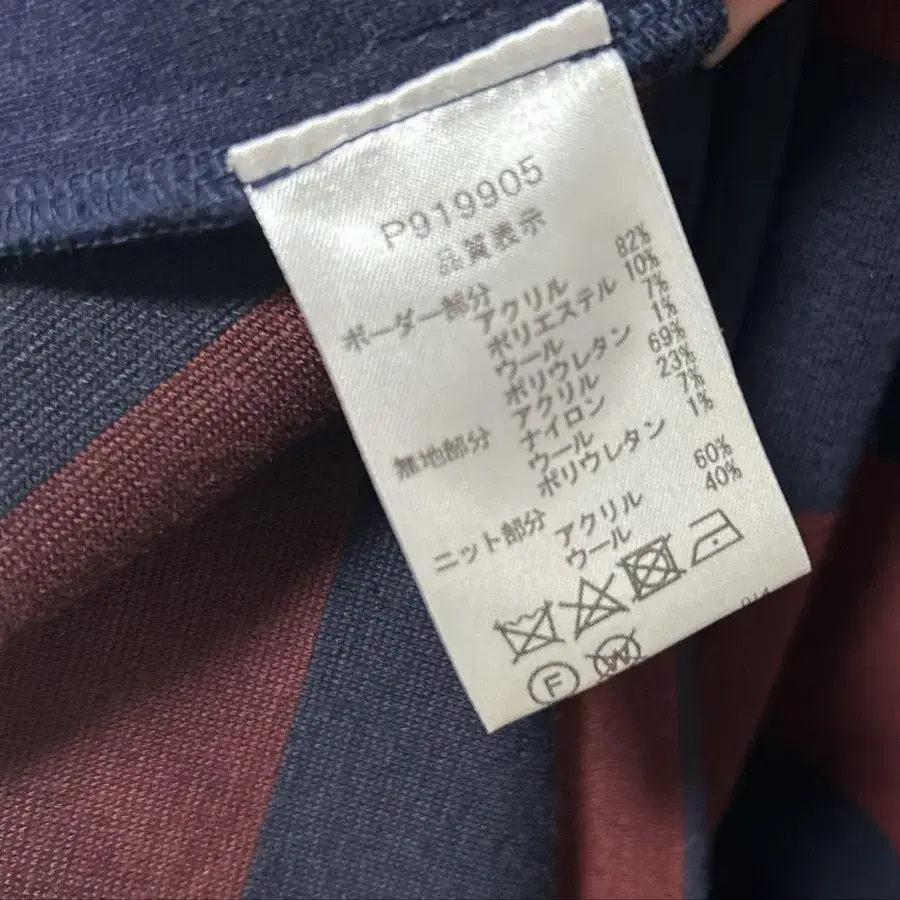 P919905
品質表示
ボーダー部分 アクリル 82%
ポリエステル 10%
ウール 7%
ポリウレタン 1%
無地部分 アクリル 69%
ナイロン 23%
ウール 7%
ポリウレタン 1%
ニット部分 アクリル 60%
ウール 40%
F
W